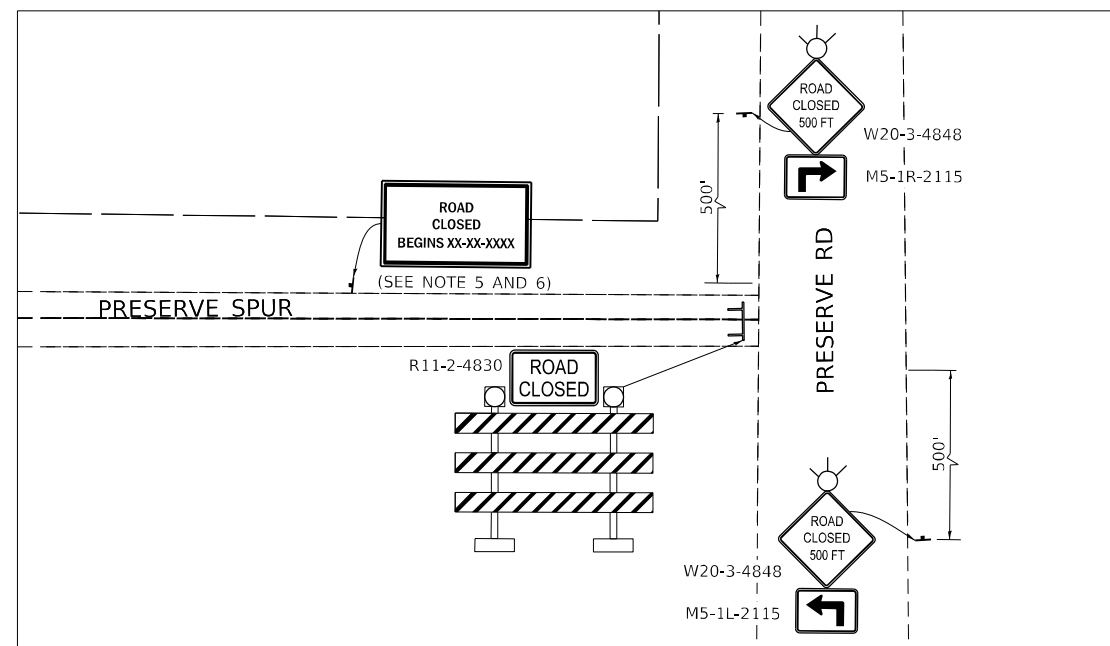 ROAD
CLOSED
500 FT
W20-3-4848
M5-1R-2115
500'
ROAD
CLOSED
BEGINS XX-XX-XXXX
(SEE NOTE 5 AND 6)
PRESERVE SPUR
PRESERVE RD
R11-2-4830
ROAD
CLOSED
500'
ROAD
CLOSED
500 FT
W20-3-4848
M5-1L-2115